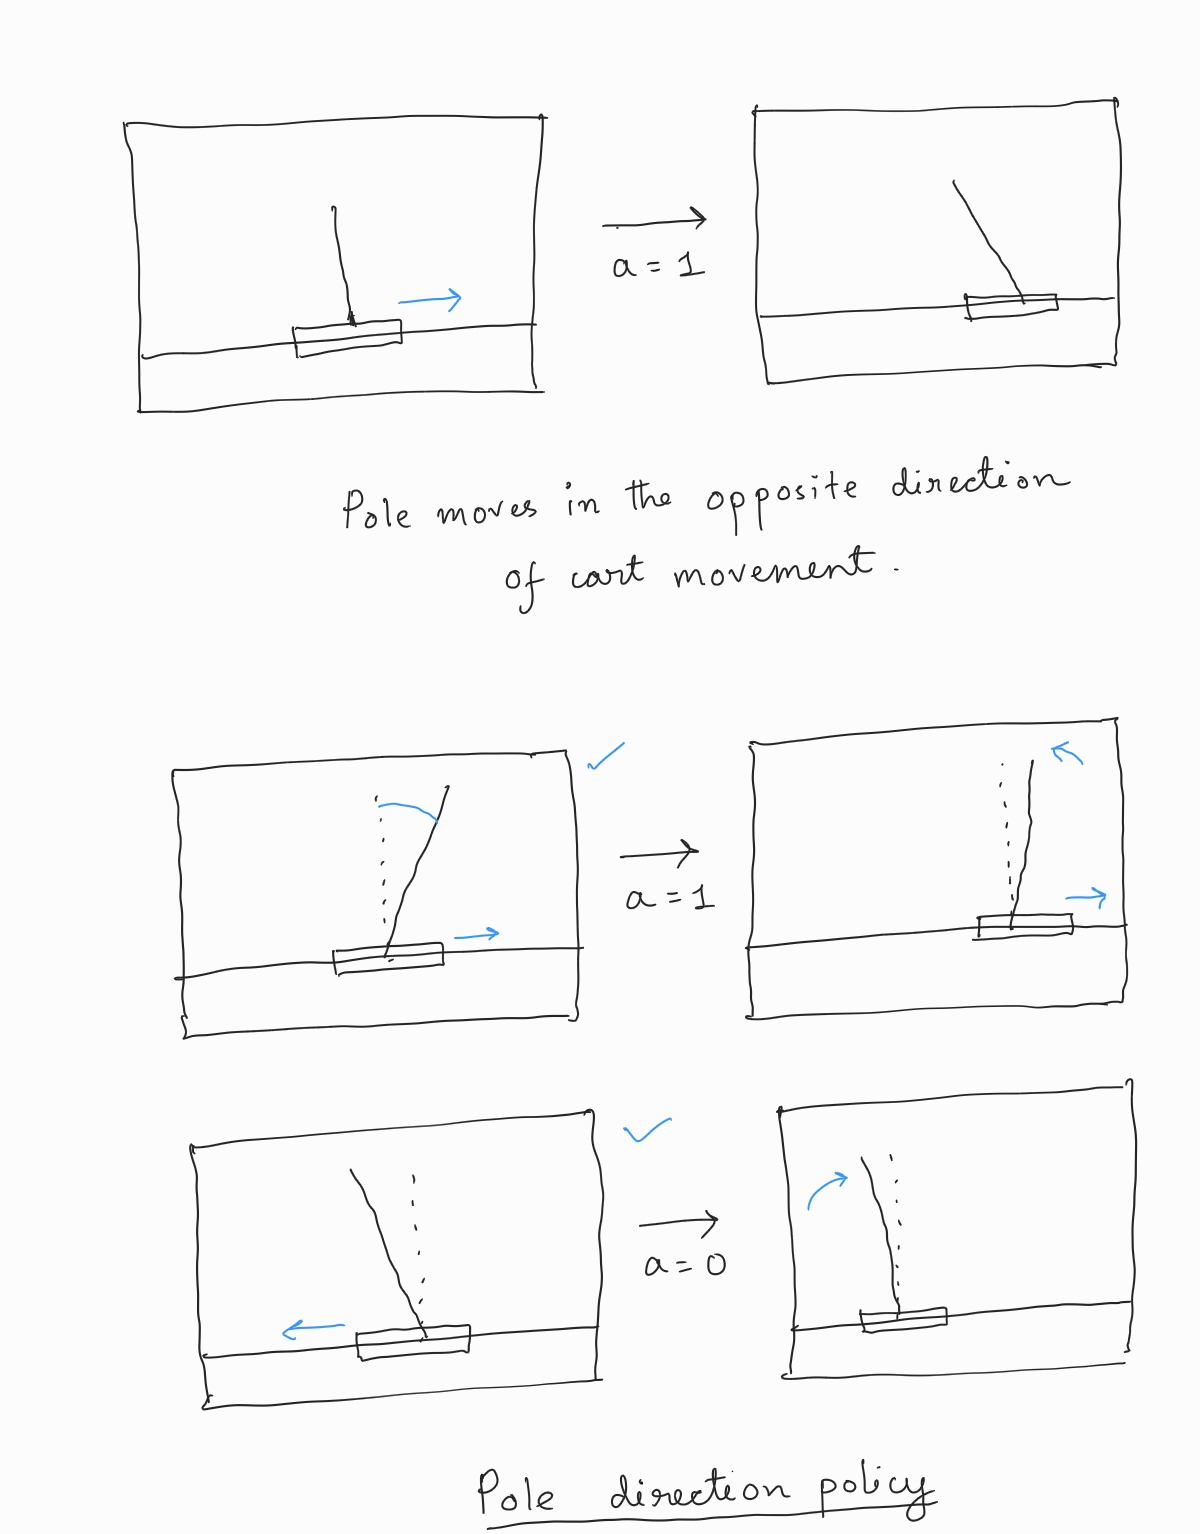 a = 1
Pole moves in the opposite direction
of cart movement.
a = 1
a = 0
Pole direction policy